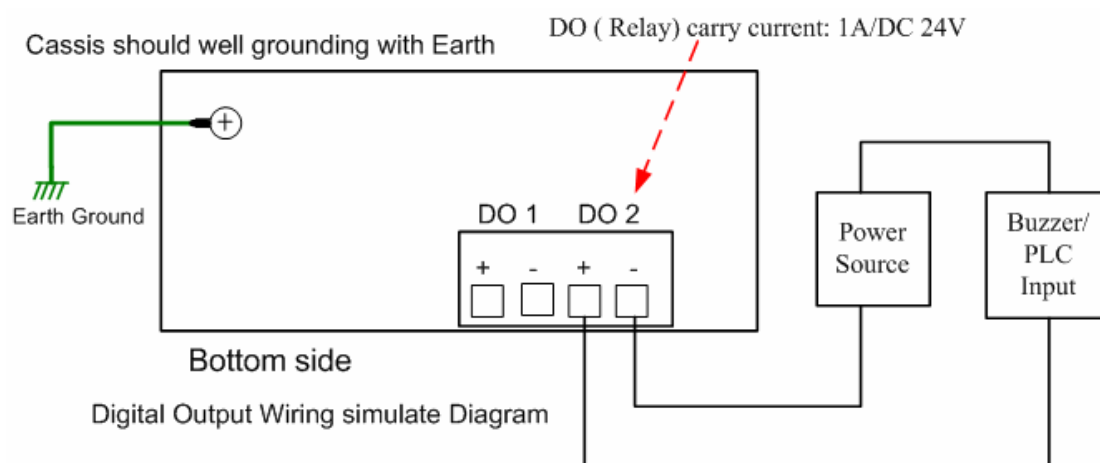 DO ( Relay) carry current: 1A/DC 24V
Cassis should well grounding with Earth
+
Earth Ground
DO 1 DO 2
+ - + -
Power
Source
Buzzer/
PLC
Input
Bottom side
Digital Output Wiring simulate Diagram